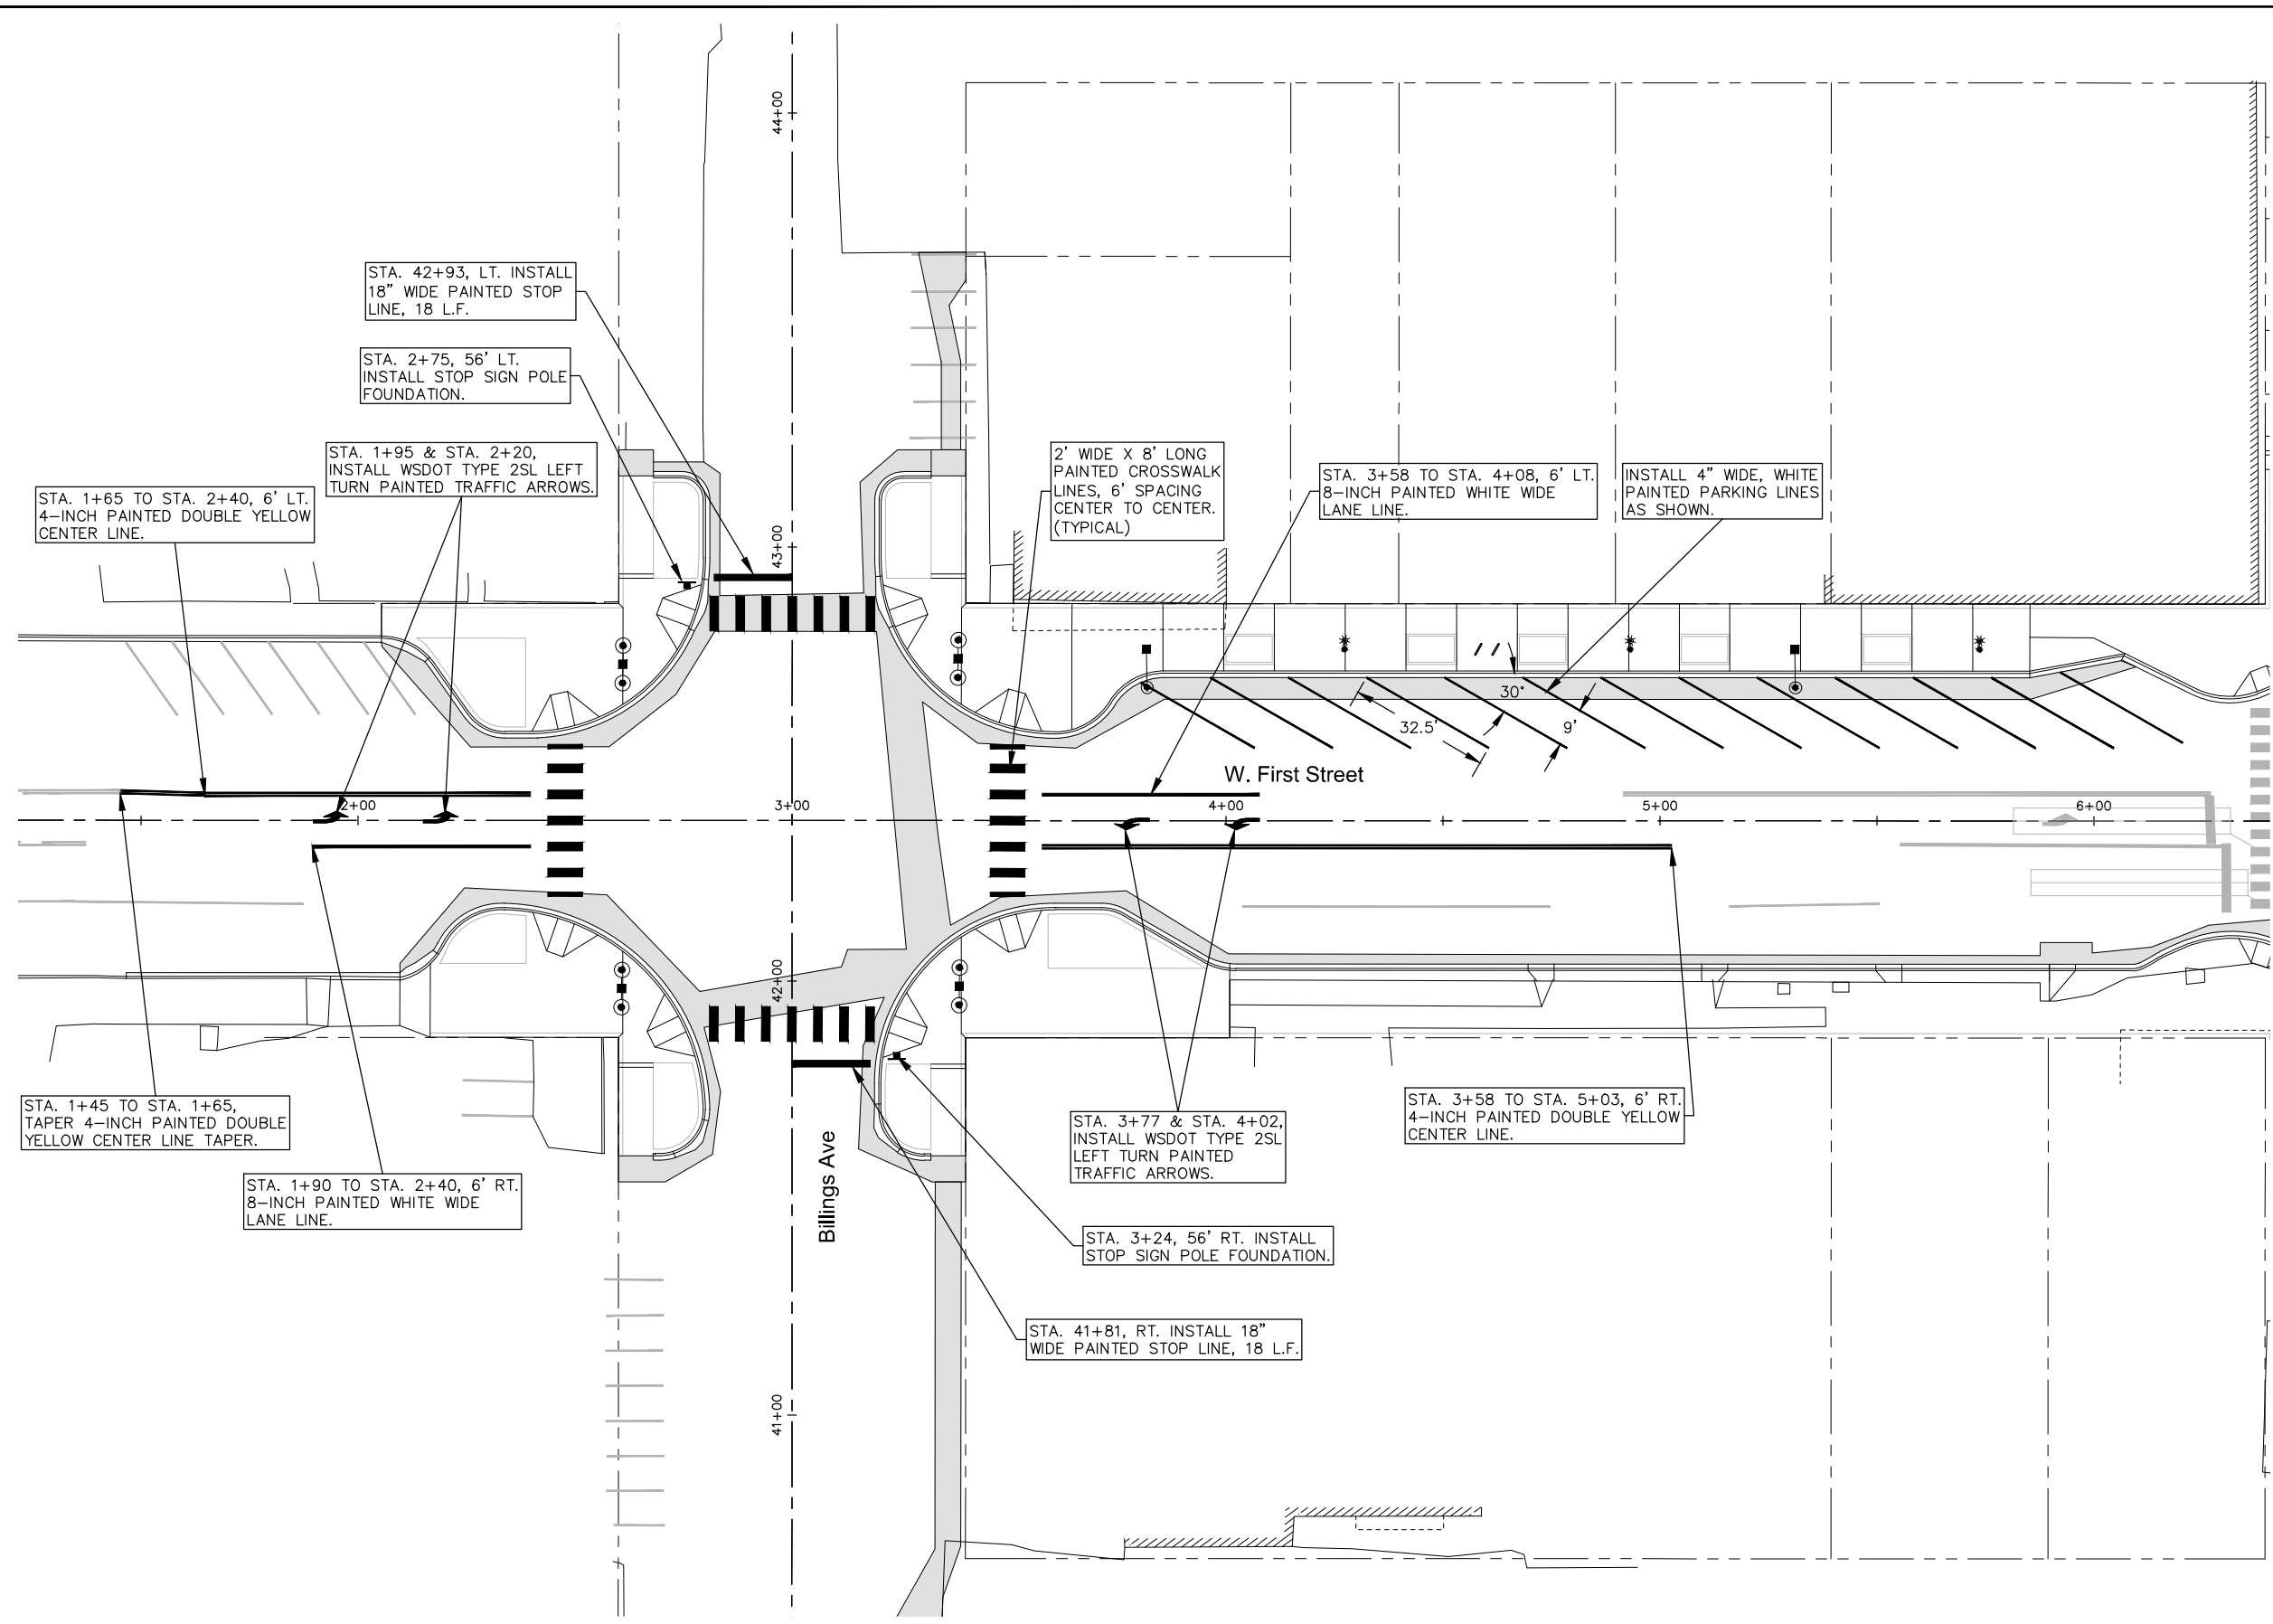 44+00
STA. 42+93, LT. INSTALL
18” WIDE PAINTED STOP
LINE, 18 L.F.
STA. 2+75, 56’ LT.
INSTALL STOP SIGN POLE
FOUNDATION.
STA. 1+95 & STA. 2+20,
INSTALL WSDOT TYPE 2SL LEFT
TURN PAINTED TRAFFIC ARROWS.
STA. 1+65 TO STA. 2+40, 6’ LT.
4–INCH PAINTED DOUBLE YELLOW
CENTER LINE.
2’ WIDE X 8’ LONG
PAINTED CROSSWALK
LINES, 6’ SPACING
CENTER TO CENTER.
(TYPICAL)
STA. 3+58 TO STA. 4+08, 6’ LT.
8–INCH PAINTED WHITE WIDE
LANE LINE.
INSTALL 4” WIDE, WHITE
PAINTED PARKING LINES
AS SHOWN.
43+00
30°
32.5’
9’
W. First Street
2+00
3+00
4+00
5+00
6+00
42+00
STA. 1+45 TO STA. 1+65,
TAPER 4–INCH PAINTED DOUBLE
YELLOW CENTER LINE TAPER.
STA. 1+90 TO STA. 2+40, 6’ RT.
8–INCH PAINTED WHITE WIDE
LANE LINE.
Billings Ave
STA. 3+77 & STA. 4+02,
INSTALL WSDOT TYPE 2SL
LEFT TURN PAINTED
TRAFFIC ARROWS.
STA. 3+58 TO STA. 5+03, 6’ RT.
4–INCH PAINTED DOUBLE YELLOW
CENTER LINE.
STA. 3+24, 56’ RT. INSTALL
STOP SIGN POLE FOUNDATION.
STA. 41+81, RT. INSTALL 18”
WIDE PAINTED STOP LINE, 18 L.F.
41+00